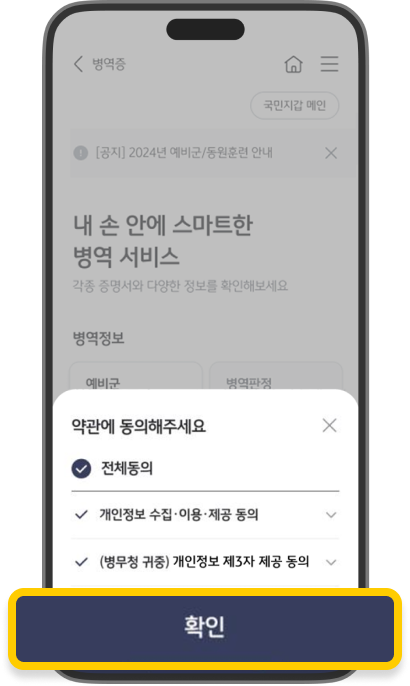 병역증
국민지갑 메인
[공지] 2024년 예비군/동원훈련 안내
내 손 안에 스마트한
병역 서비스
각종 증명서와 다양한 정보를 확인해보세요
병역정보
예비군 병역판정
약관에 동의해주세요
전체동의
개인정보 수집·이용·제공 동의
(병무청 귀중) 개인정보 제3자 제공 동의
확인